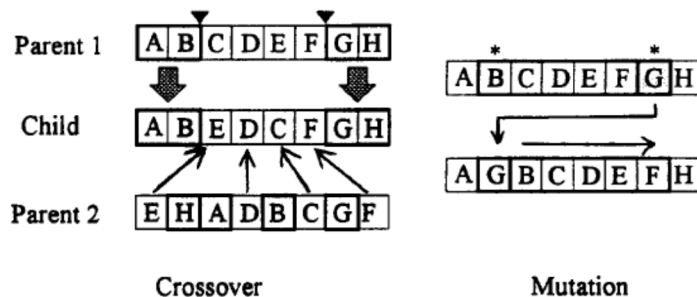 Parent 1 A B C D E F G H
Child A B E D C F G H
Parent 2 E H A D B C G F
Crossover
* *
A B C D E F G H
A G B C D E F H
Mutation